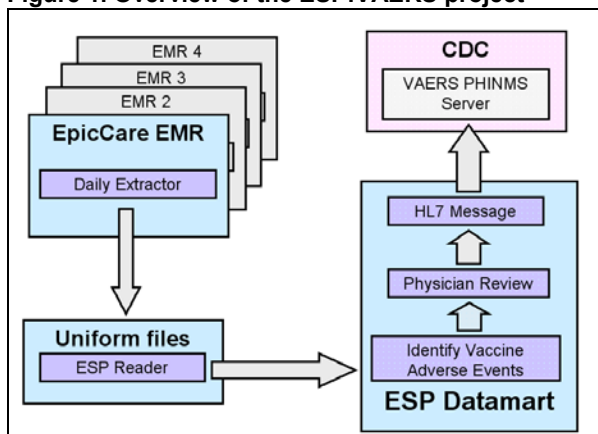 Figure 1. Overview of the ESP:VAERS project
EMR 4
EMR 3
EMR 2
EpicCare EMR
Daily Extractor
Uniform files
ESP Reader
CDC
VAERS PHINMS
Server
HL7 Message
Physician Review
Identify Vaccine
Adverse Events
ESP Datamart